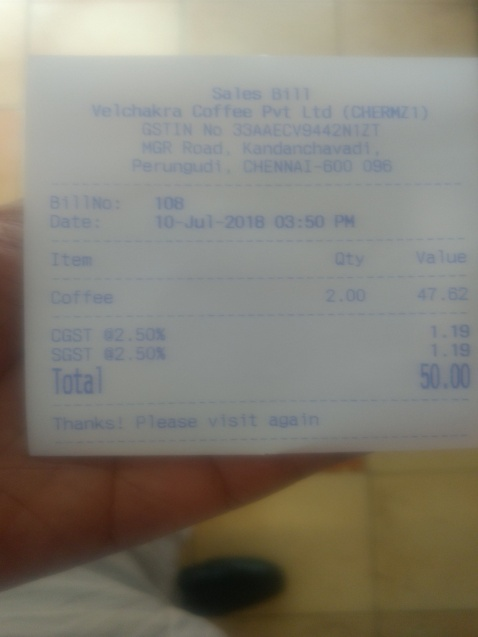 Sales Bill
Velchakra Coffee Pvt Ltd (CHERMZ1)
GSTIN No 33AAECV9442N1ZT
MGR Road, Kandanchavadi,
Perungudi, CHENNAI-600 096
BillNo: 108
Date: 10-Jul-2018 03:50 PM
Item Qty Value
Coffee 2.00 47.62
CGST @2.50% 1.19
SGST @2.50% 1.19
Total 50.00
Thanks! Please visit again